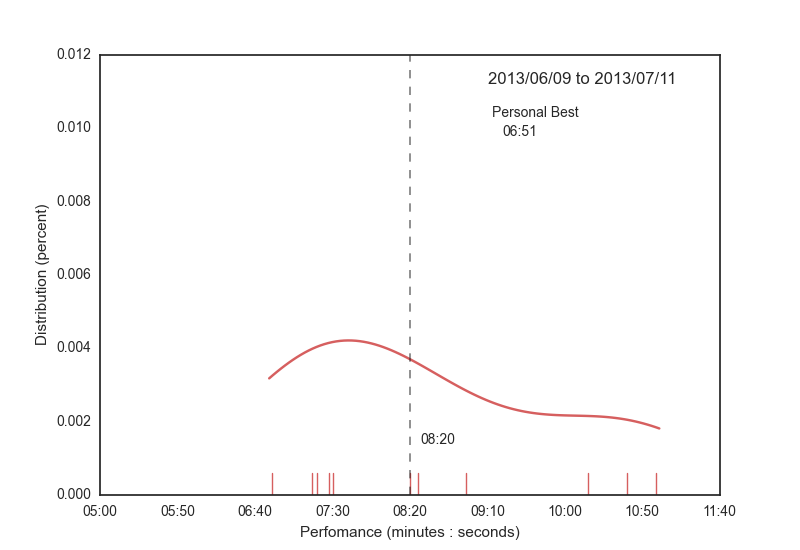 2013/06/09 to 2013/07/11
Personal Best
06:51
0.012
0.010
0.008
0.006
0.004
0.002
0.000
Distribution (percent)
08:20
05:00 05:50 06:40 07:30 08:20 09:10 10:00 10:50 11:40
Perfomance (minutes : seconds)